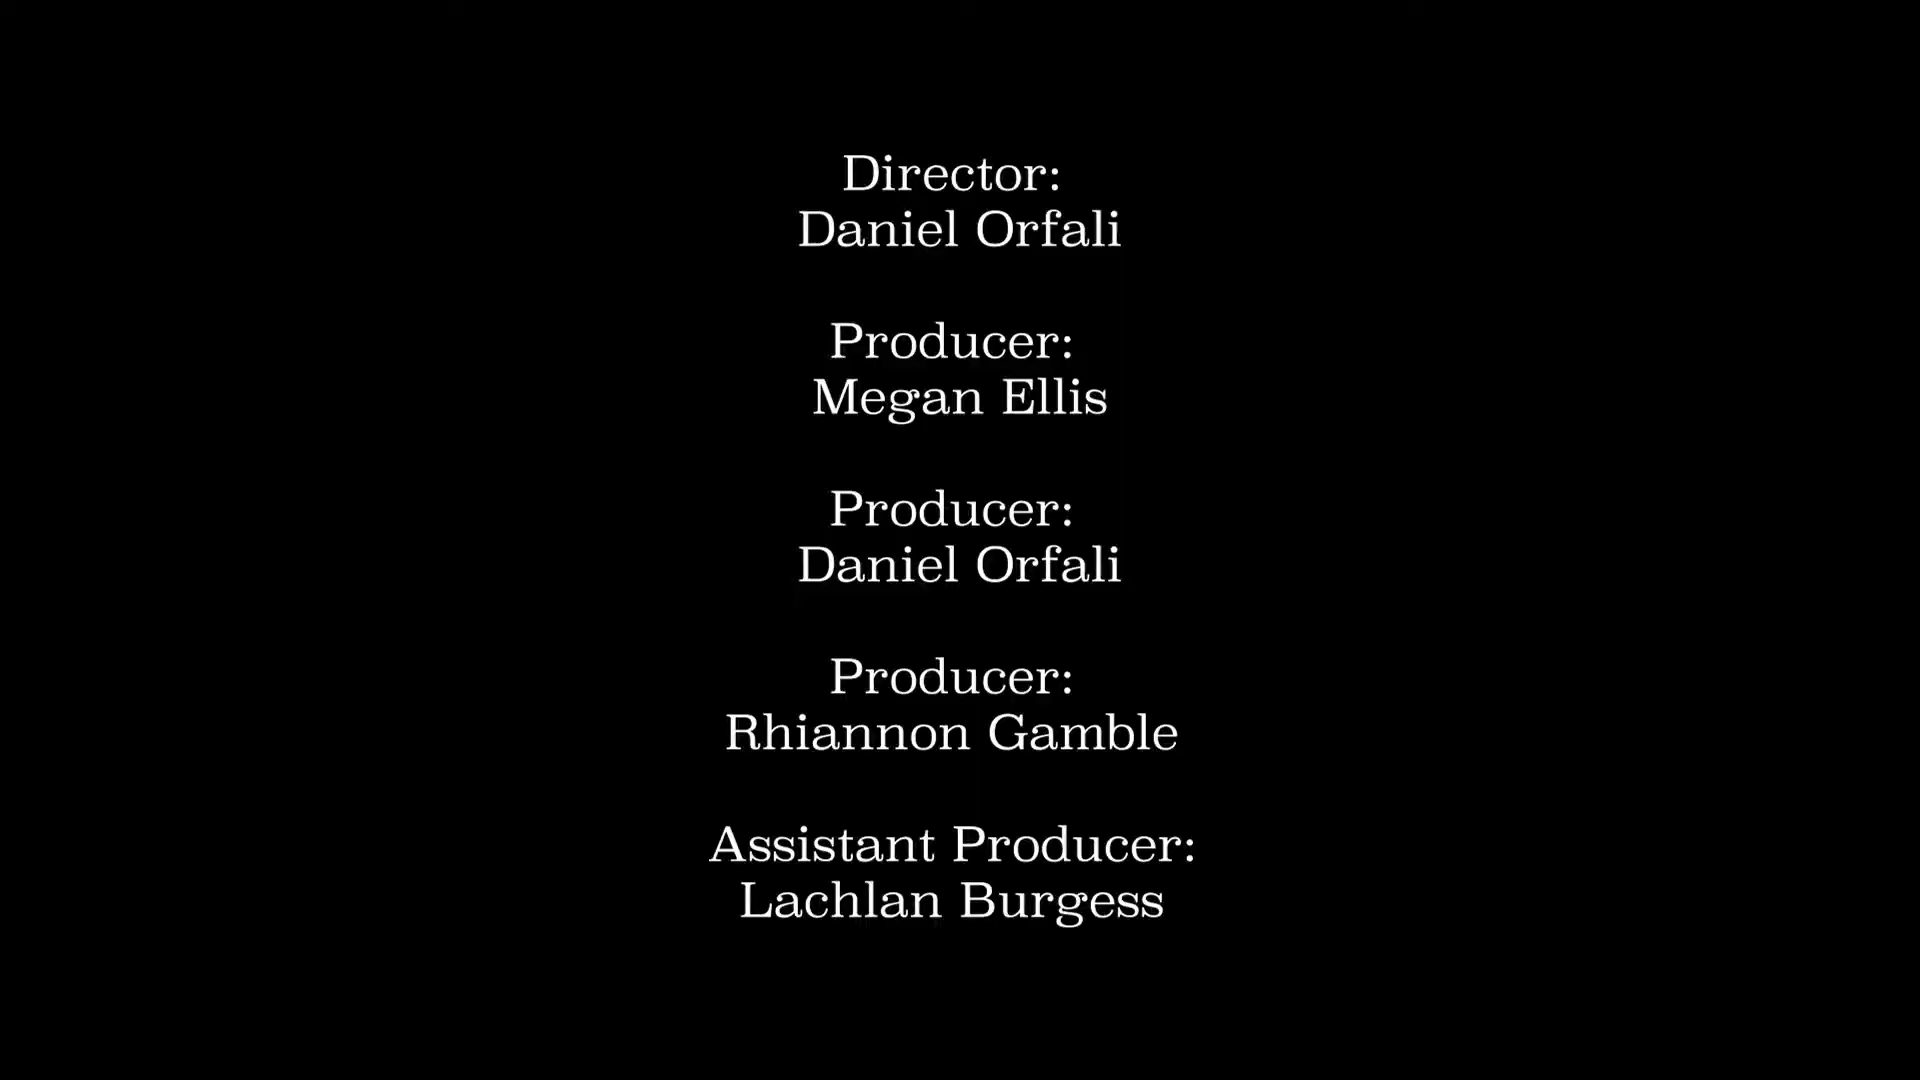 Director:
Daniel Orfali
Producer:
Megan Ellis
Producer:
Daniel Orfali
Producer:
Rhiannon Gamble
Assistant Producer:
Lachlan Burgess